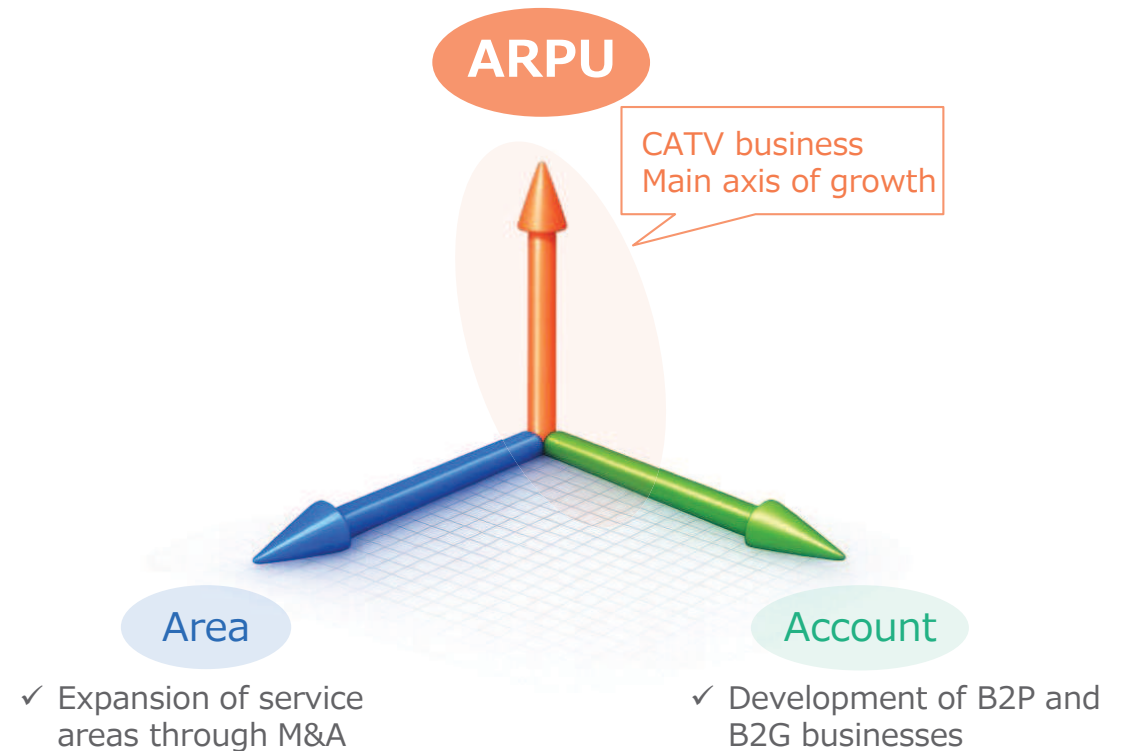 ARPU
CATV business
Main axis of growth
Area
✓ Expansion of service
areas through M&A
Account
✓ Development of B2P and
B2G businesses